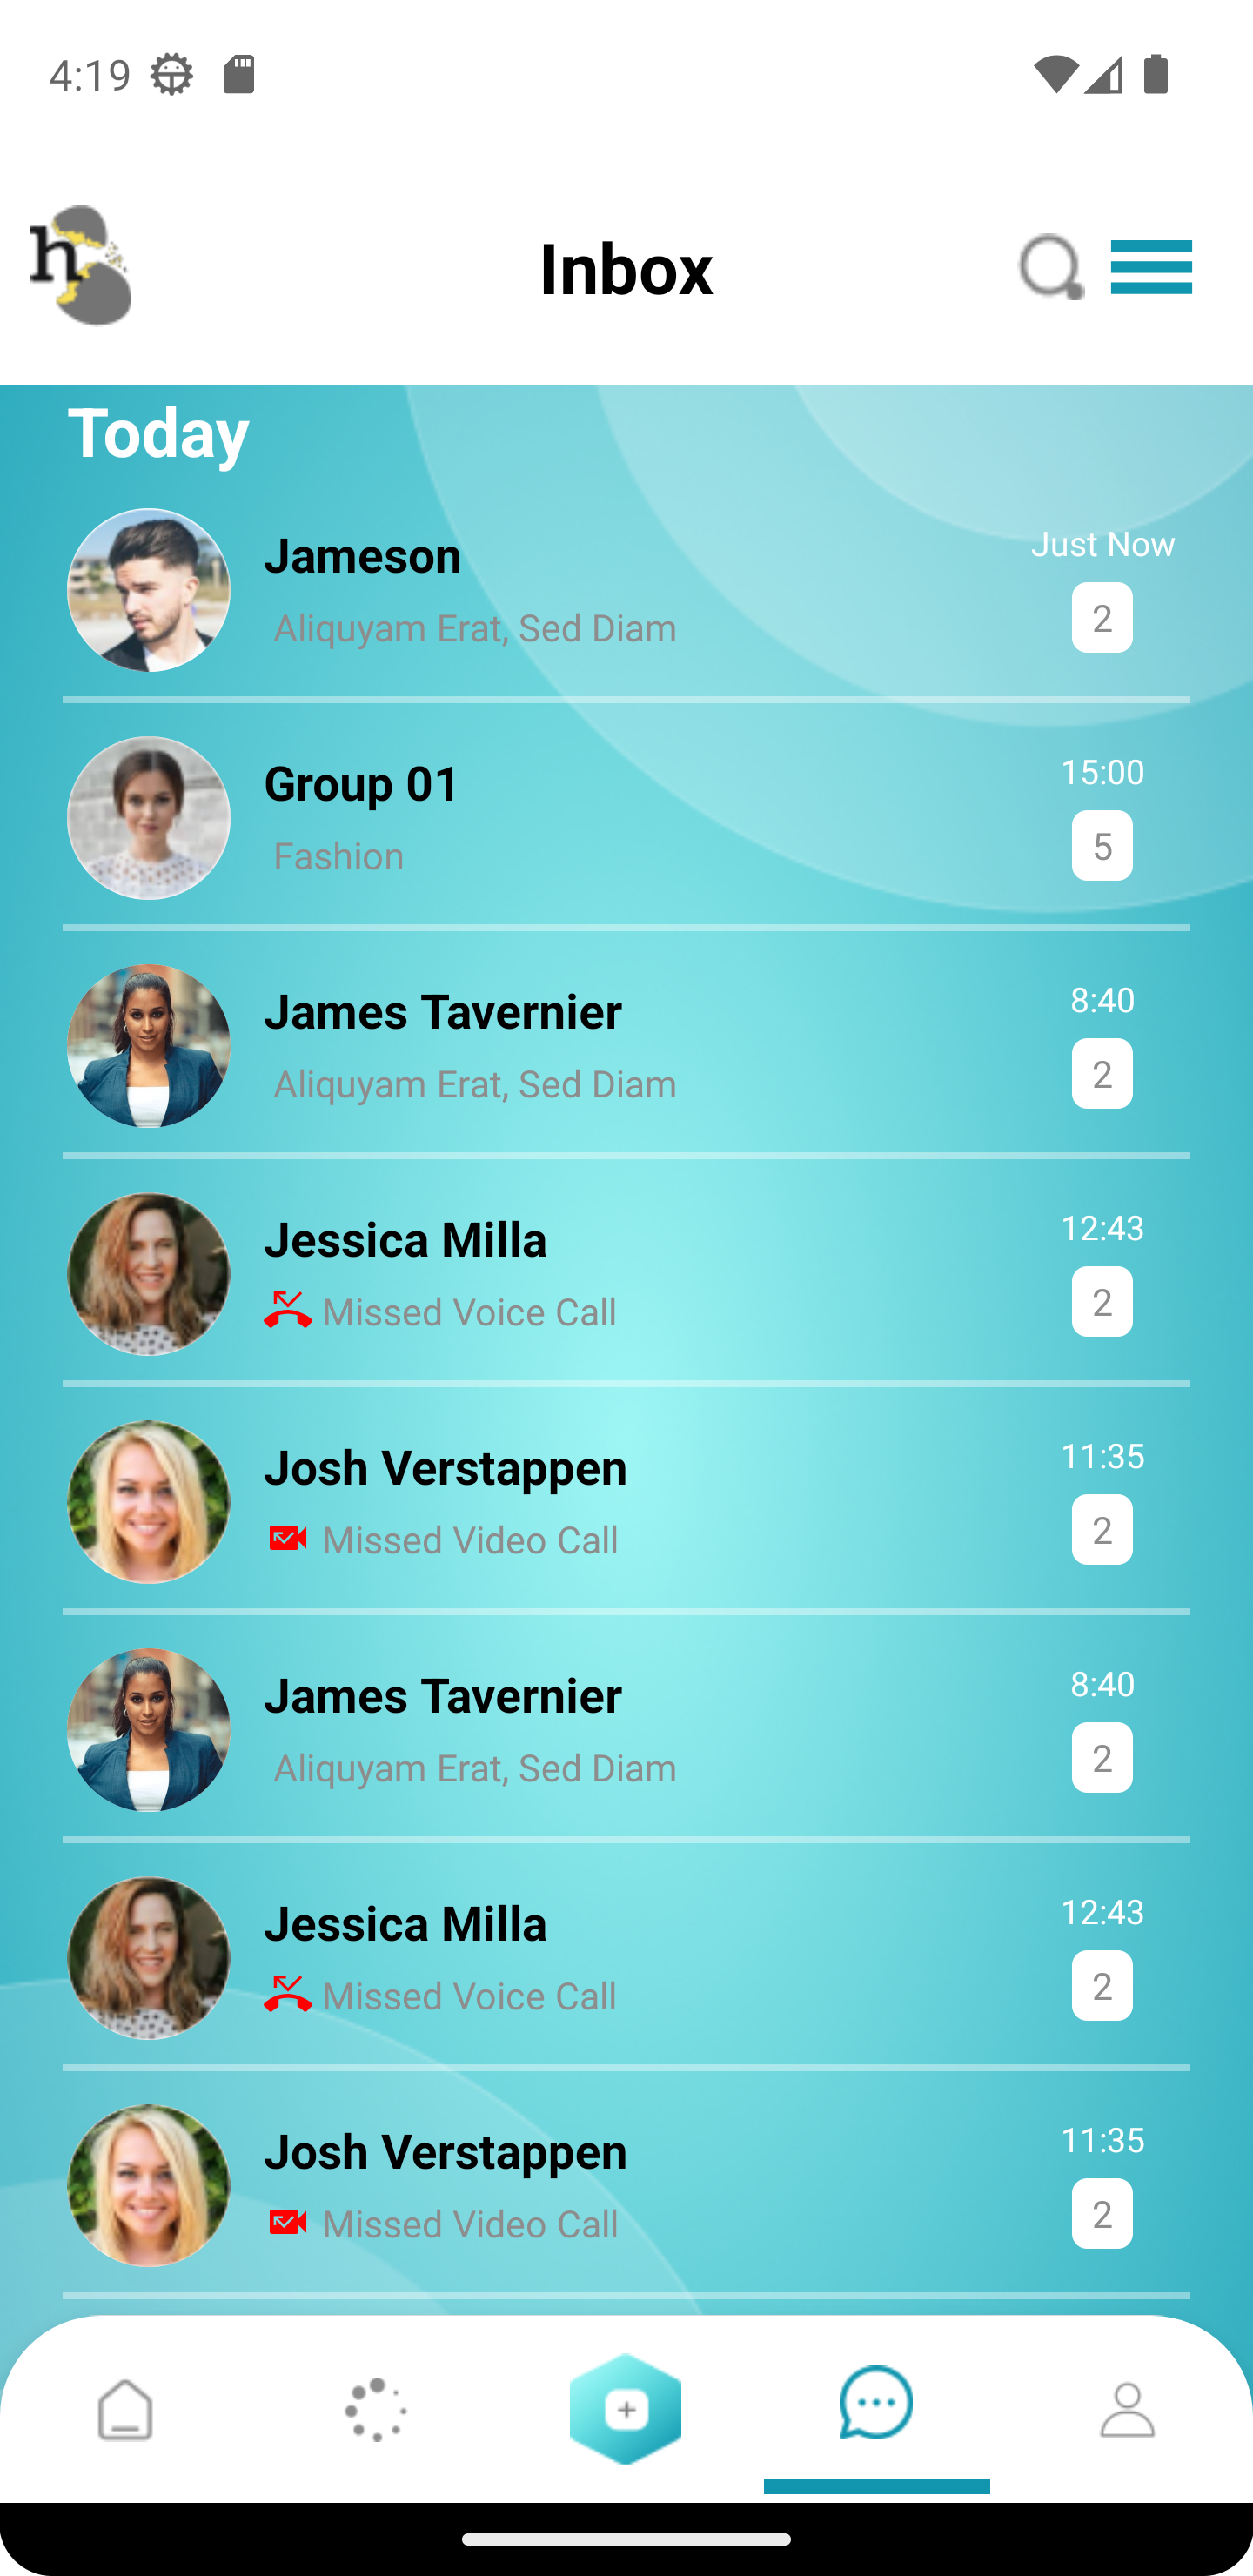 4:19
h
Inbox
Today
Jameson
Just Now
Aliquyam Erat, Sed Diam
2
Group 01
15:00
Fashion
5
James Tavernier
8:40
Aliquyam Erat, Sed Diam
2
Jessica Milla
12:43
Missed Voice Call
2
Josh Verstappen
11:35
Missed Video Call
2
James Tavernier
8:40
Aliquyam Erat, Sed Diam
2
Jessica Milla
12:43
Missed Voice Call
2
Josh Verstappen
11:35
Missed Video Call
2